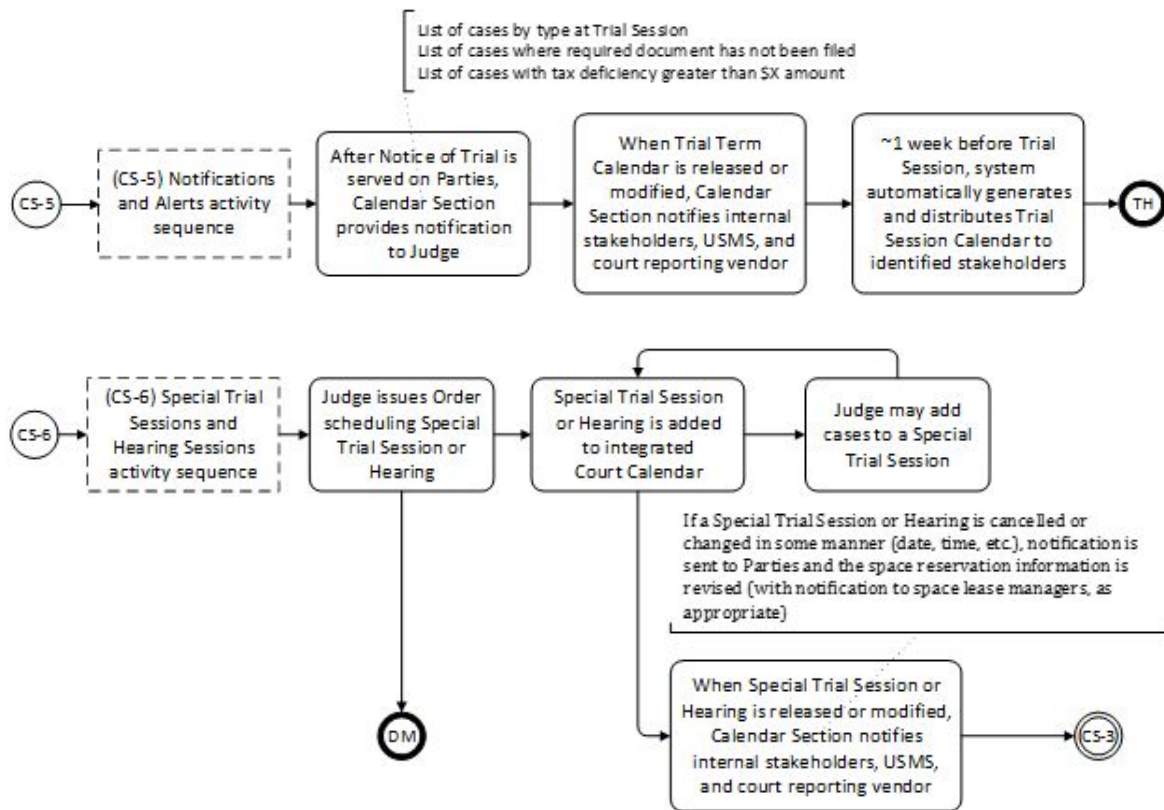 List of cases by type at Trial Session
List of cases where required document has not been filed
List of cases with tax deficiency greater than $X amount
CS-5
(CS-5) Notifications
and Alerts activity
sequence
After Notice of Trial is
served on Parties,
Calendar Section
provides notification
to Judge
When Trial Term
Calendar is released or
modified, Calendar
Section notifies internal
stakeholders, USMS, and
court reporting vendor
~1 week before Trial
Session, system
automatically generates
and distributes Trial
Session Calendar to
identified stakeholders
TH
CS-6
(CS-6) Special Trial
Sessions and
Hearing Sessions
activity sequence
Judge issues Order
scheduling Special
Trial Session or
Hearing
Special Trial Session
or Hearing is added
to integrated
Court Calendar
Judge may add
cases to a Special
Trial Session
If a Special Trial Session or Hearing is cancelled or
changed in some manner (date, time, etc.), notification is
sent to Parties and the space reservation information is
revised (with notification to space lease managers, as
appropriate)
DM
When Special Trial Session or
Hearing is released or modified,
Calendar Section notifies
internal stakeholders, USMS,
and court reporting vendor
CS-3